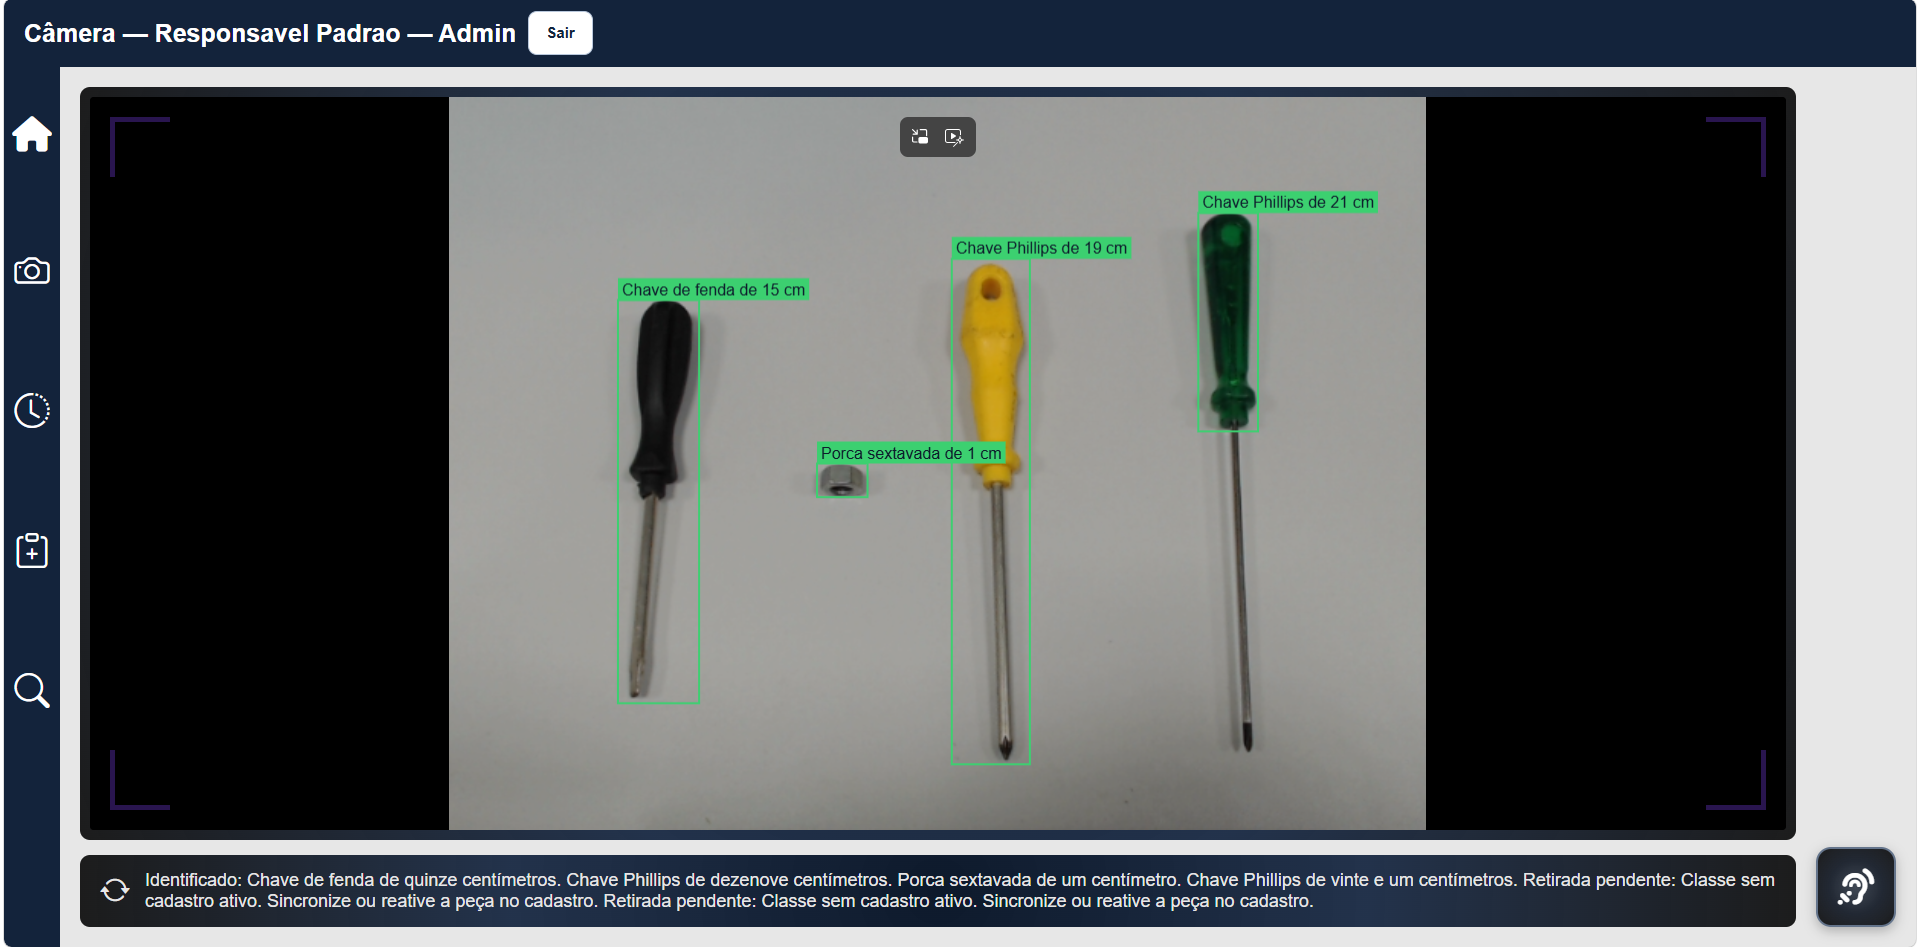 Câmera — Responsavel Padrao — Admin
Sair
Chave Phillips de 21 cm
Chave Phillips de 19 cm
Chave de fenda de 15 cm
Porca sextavada de 1 cm
Identificado: Chave de fenda de quinze centímetros. Chave Phillips de dezenove centímetros. Porca sextavada de um centímetro. Chave Phillips de vinte e um centímetros. Retirada pendente: Classe sem
cadastro ativo. Sincronize ou reative a peça no cadastro. Retirada pendente: Classe sem cadastro ativo. Sincronize ou reative a peça no cadastro.